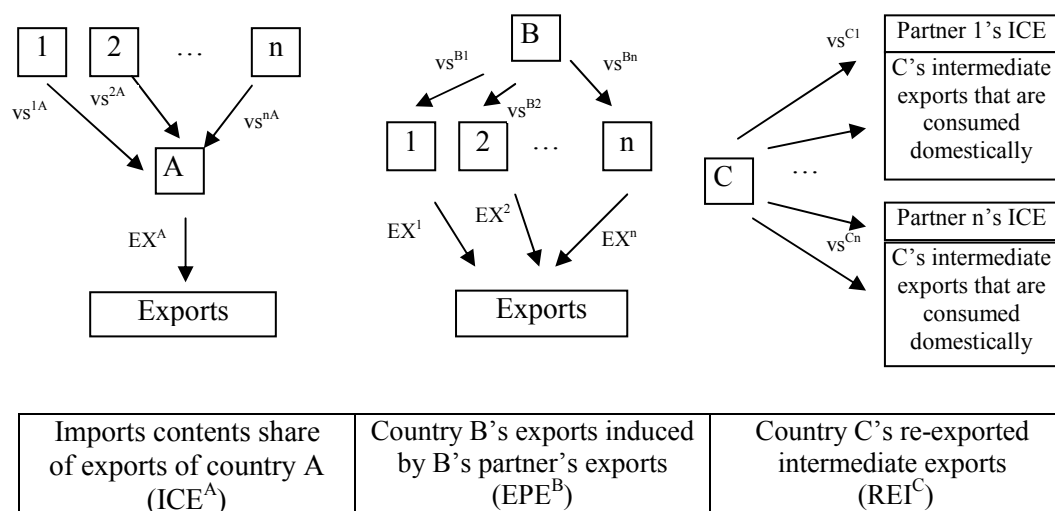 1 2 … n
vs^1A vs^2A vs^nA
A
EX^A
Exports
B
vs^B1 vs^B2 vs^Bn
1 2 … n
EX^1 EX^2 EX^n
Exports
C
vs^C1
…
vs^Cn
Partner 1's ICE
C's intermediate
exports that are
consumed
domestically
Partner n's ICE
C's intermediate
exports that are
consumed
domestically
Imports contents share
of exports of country A
(ICE^A)
Country B's exports induced
by B's partner's exports
(EPE^B)
Country C's re-exported
intermediate exports
(REI^C)